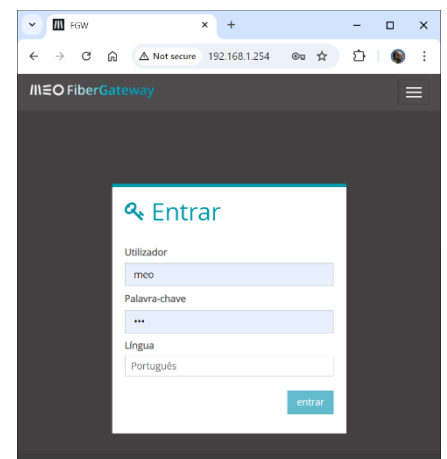 FGW
Not secure 192.168.1.254
MEO FiberGateway
Entrar
Utilizador
meo
Palavra-chave
•••
Língua
Português
entrar